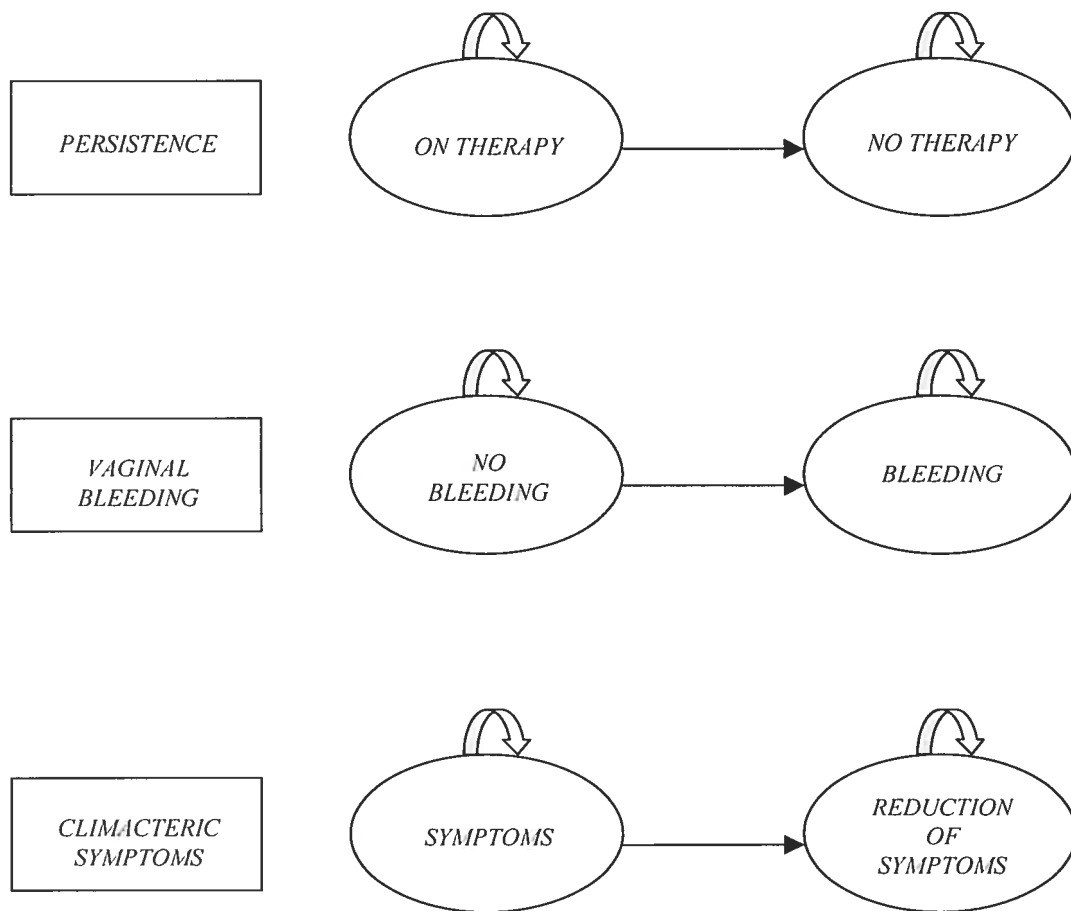 PERSISTENCE
ON THERAPY
NO THERAPY
VAGINAL
BLEEDING
NO
BLEEDING
BLEEDING
CLIMACTERIC
SYMPTOMS
SYMPTOMS
REDUCTION
OF
SYMPTOMS